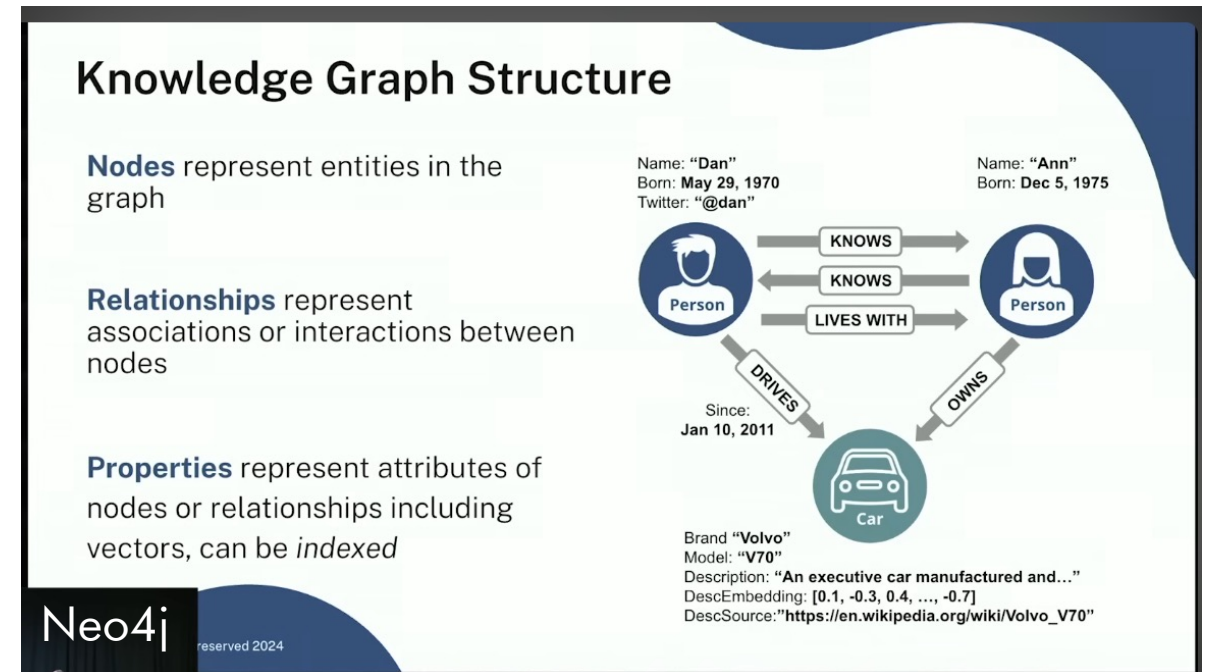 Knowledge Graph Structure
Nodes represent entities in the
graph
Relationships represent
associations or interactions between
nodes
Properties represent attributes of
nodes or relationships including
vectors, can be indexed
Name: “Dan”
Born: May 29, 1970
Twitter: “@dan”
Name: “Ann”
Born: Dec 5, 1975
KNOWS
KNOWS
LIVES WITH
Person
Person
DRIVES
OWNS
Since:
Jan 10, 2011
Car
Brand “Volvo”
Model: “V70”
Description: “An executive car manufactured and…”
DescEmbedding: [0.1, -0.3, 0.4, …, -0.7]
DescSource:"https://en.wikipedia.org/wiki/Volvo_V70”
Neo4j
reserved 2024